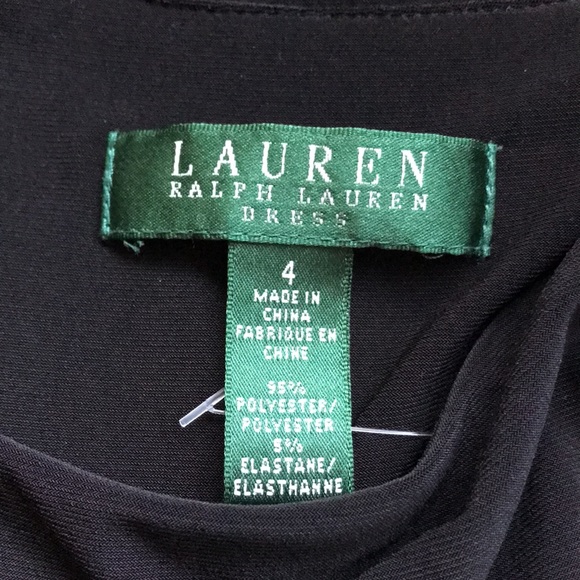 LAUREN
RALPH LAUREN
DRESS
4
MADE IN
CHINA
FABRIQUE EN
CHINE
95%
POLYESTER/
POLYESTER
5%
ELASTANE/
ELASTHANNE